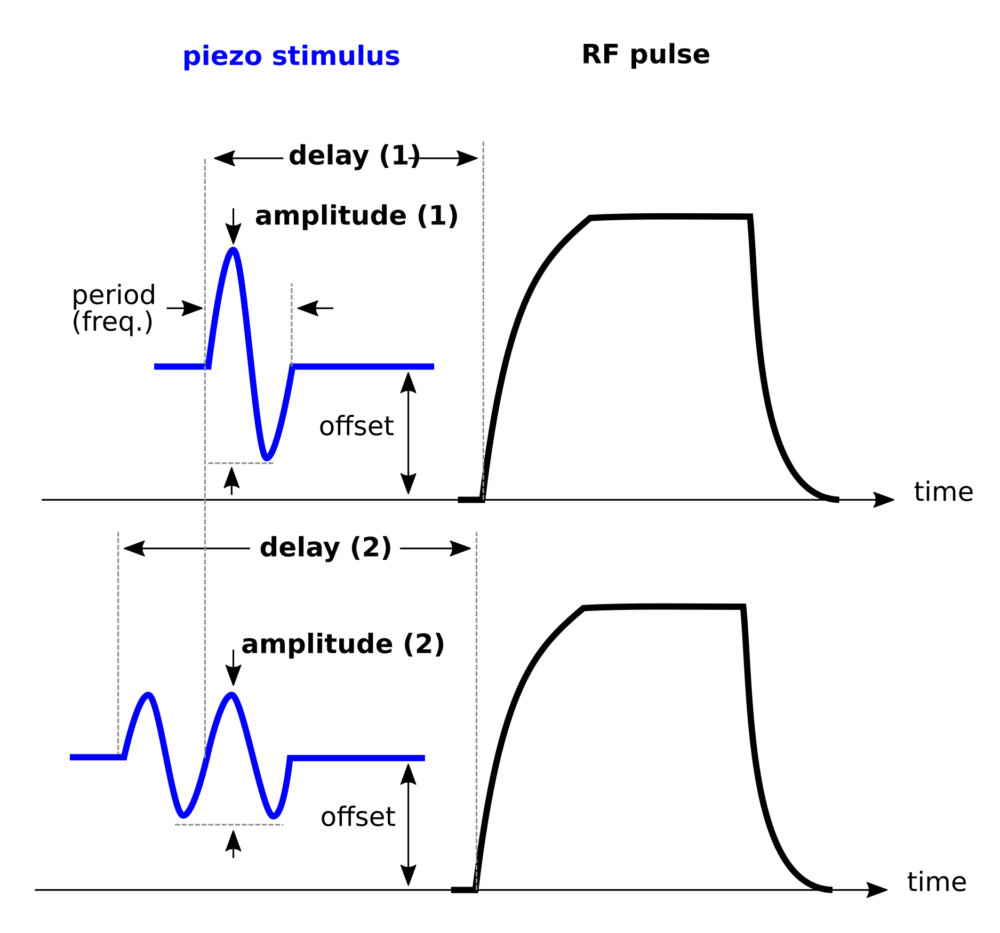 piezo stimulus
RF pulse
delay (1)
amplitude (1)
period
(freq.)
offset
time
delay (2)
amplitude (2)
offset
time